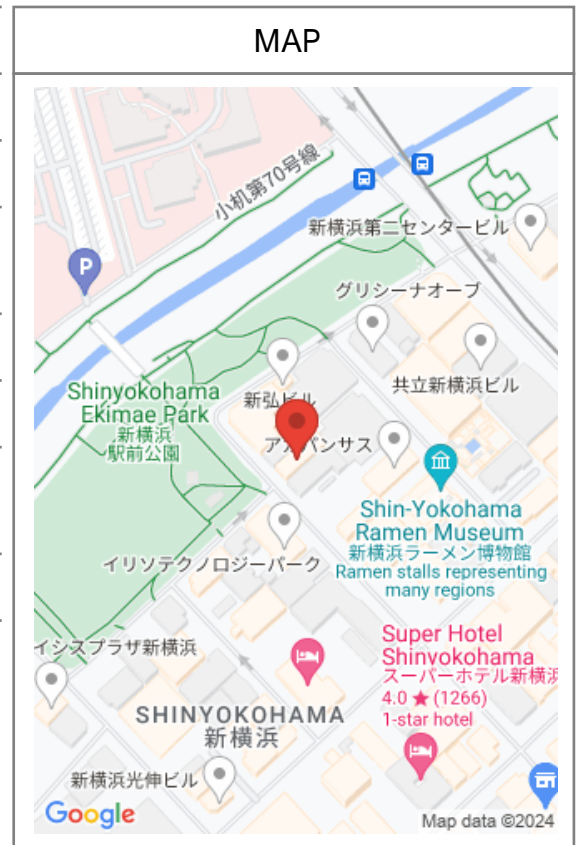 MAP
小机第70号線
新横浜第二センタービル
グリシーナオーブ
P
Shinyokohama
Ekimae Park
新横浜
駅前公園
新弘ビル
共立新横浜ビル
バンサス
Shin-Yokohama
Ramen Museum
新横浜ラーメン博物館
Ramen stalls representing
many regions
イリソテクノロジーパーク
イシスプラザ新横浜
Super Hotel
Shinyokohama
スーパーホテル新横浜
4.0 ★ (1266)
1-star hotel
SHINYOKOHAMA
新横浜
新横浜光伸ビル
Google
Map data ©2024